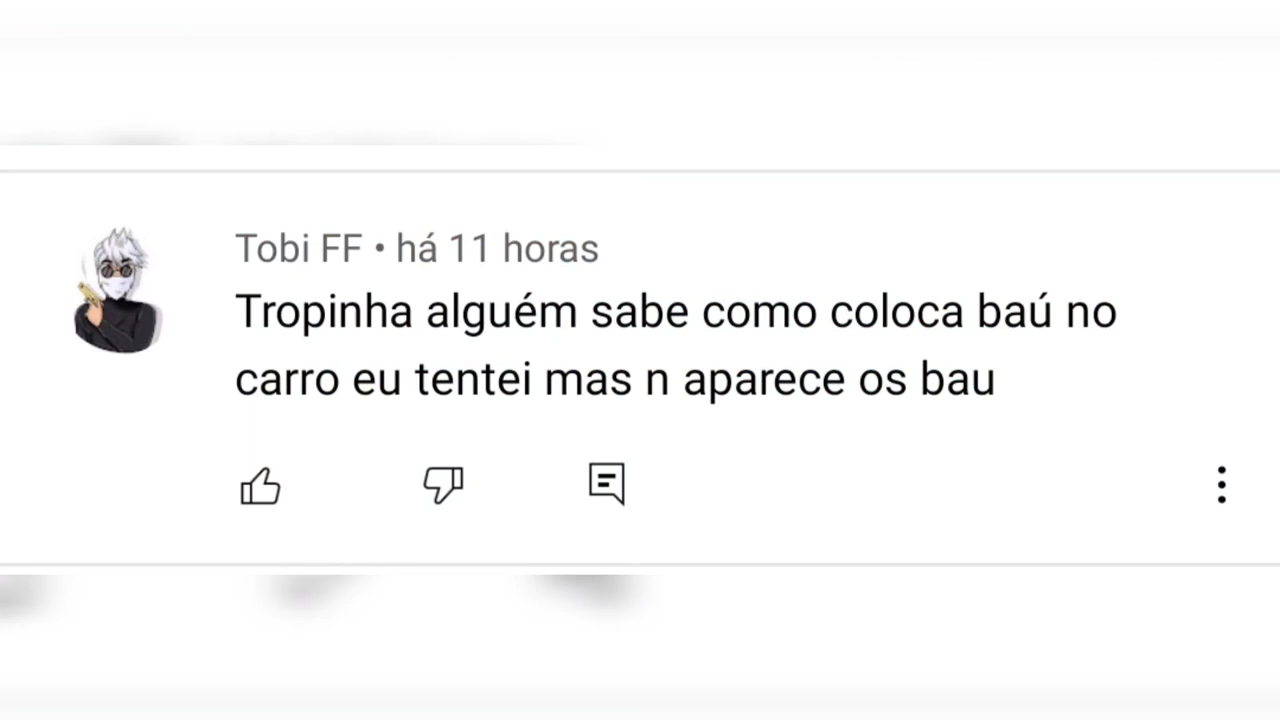 Tobi FF • há 11 horas
Tropinha alguém sabe como coloca baú no
carro eu tentei mas n aparece os bau